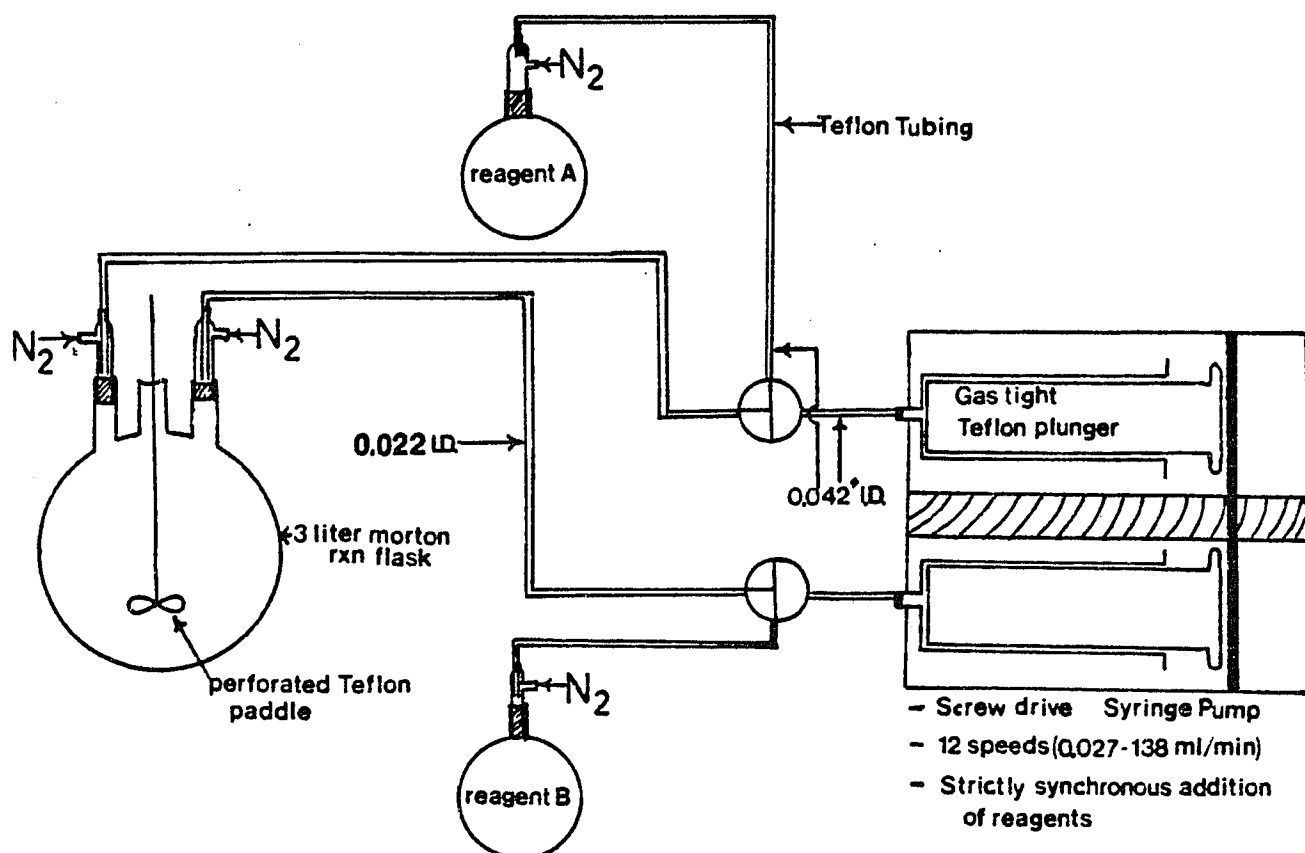 N2
reagent A
Teflon Tubing
N2
N2
Gas tight
Teflon plunger
0.022 I.D.
0.042" I.D.
3 liter morton
rxn flask
perforated Teflon
paddle
N2
reagent B
- Screw drive Syringe Pump
- 12 speeds (0.027-138 ml/min)
- Strictly synchronous addition
of reagents